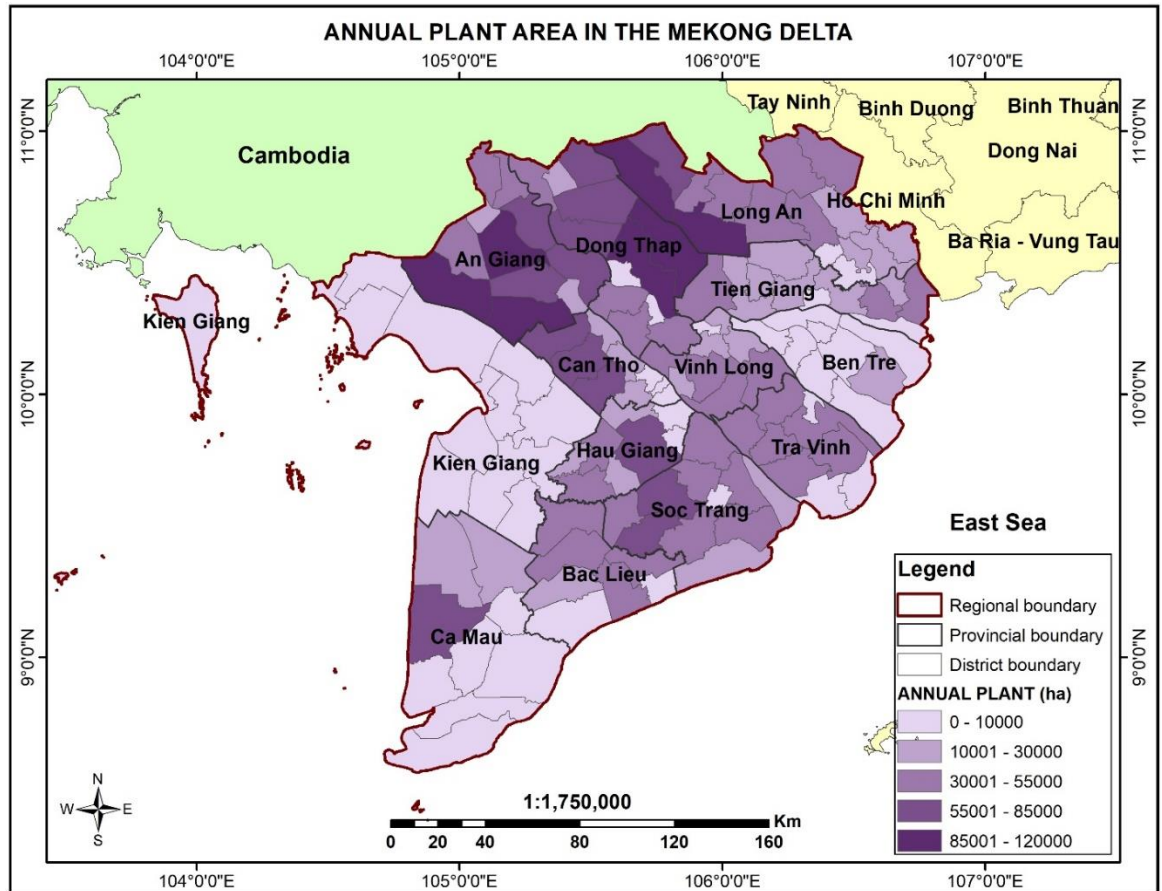 ANNUAL PLANT AREA IN THE MEKONG DELTA
104°0'0"E 105°0'0"E 106°0'0"E 107°0'0"E
11°0'0"N
10°0'0"N
9°0'0"N
Tay Ninh
Binh Duong
Binh Thuan
Cambodia
Dong Nai
Ho Chi Minh
Long An
Ba Ria - Vung Tau
Dong Thap
An Giang
Tien Giang
Kien Giang
Can Tho
Vinh Long
Ben Tre
Kien Giang
Hau Giang
Tra Vinh
Soc Trang
East Sea
Bac Lieu
Ca Mau
Legend
Regional boundary
Provincial boundary
District boundary
ANNUAL PLANT (ha)
0 - 10000
10001 - 30000
30001 - 55000
55001 - 85000
85001 - 120000
N
W E
S
1:1,750,000
Km
0 10 20 40 80 120 160
11°0'0"N
10°0'0"N
9°0'0"N
104°0'0"E 105°0'0"E 106°0'0"E 107°0'0"E